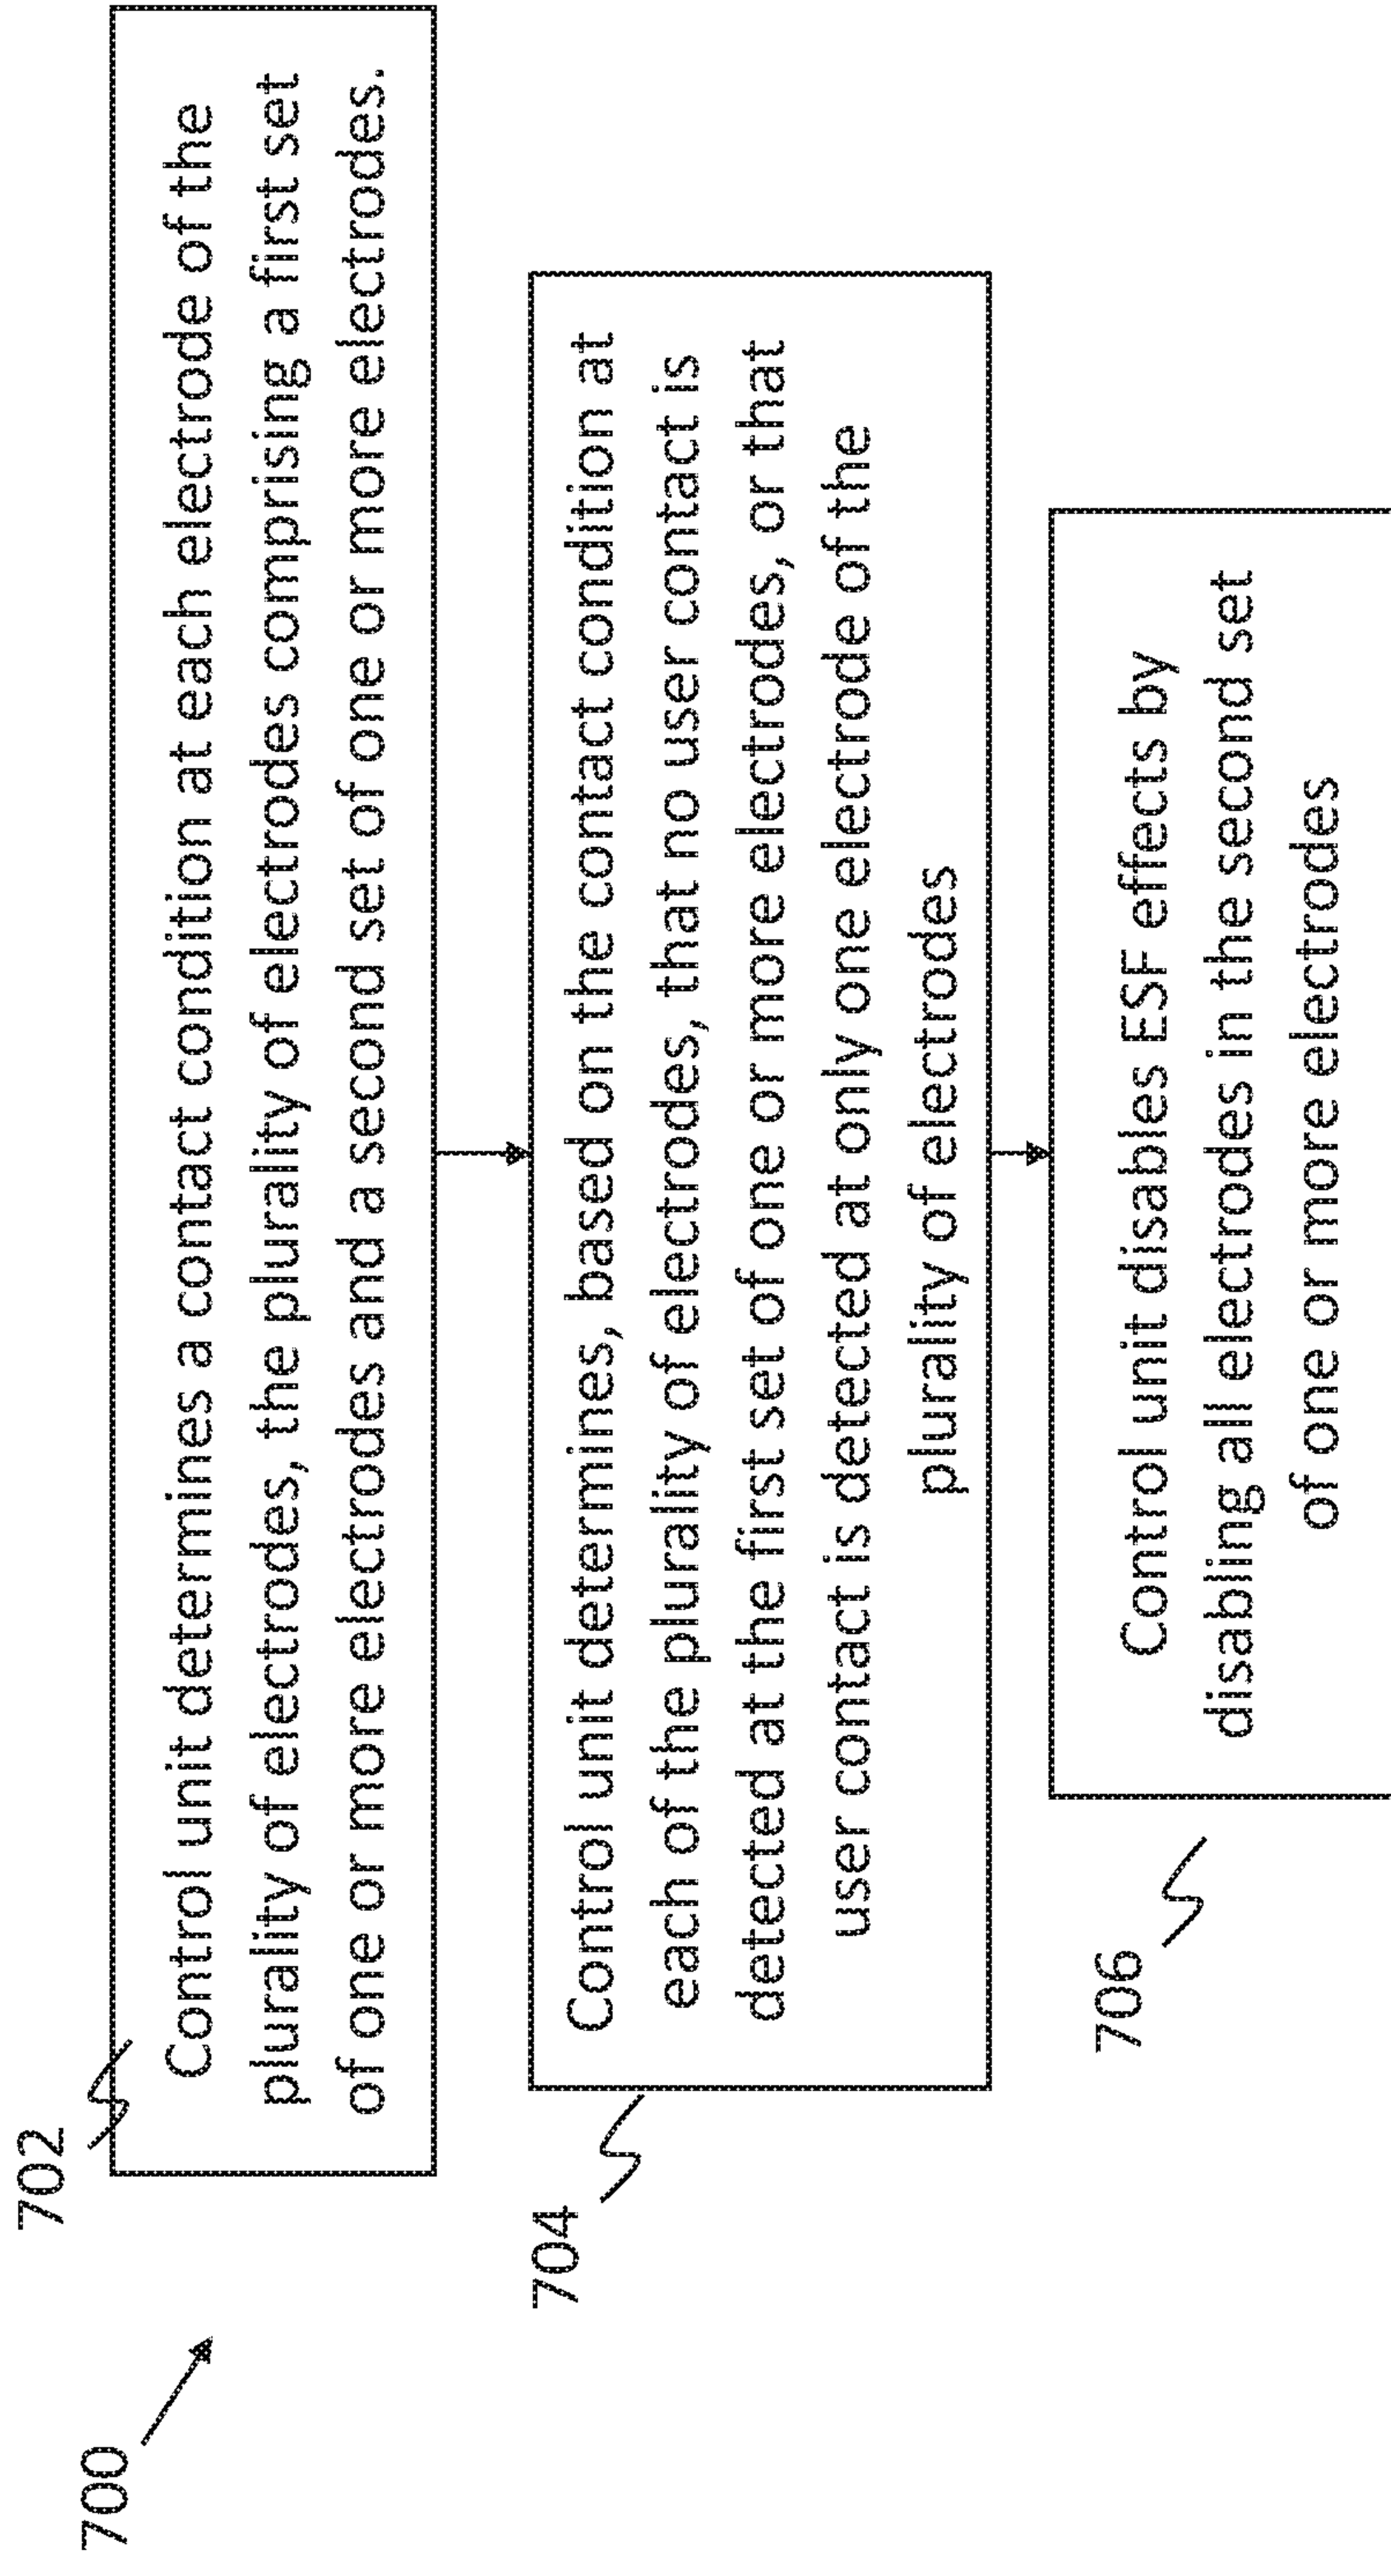 700
702
Control unit determines a contact condition at each electrode of the
plurality of electrodes, the plurality of electrodes comprising a first set
of one or more electrodes and a second set of one or more electrodes.
704
Control unit determines, based on the contact condition at
each of the plurality of electrodes, that no user contact is
detected at the first set of one or more electrodes, or that
user contact is detected at only one electrode of the
plurality of electrodes
706
Control unit disables ESF effects by
disabling all electrodes in the second set
of one or more electrodes